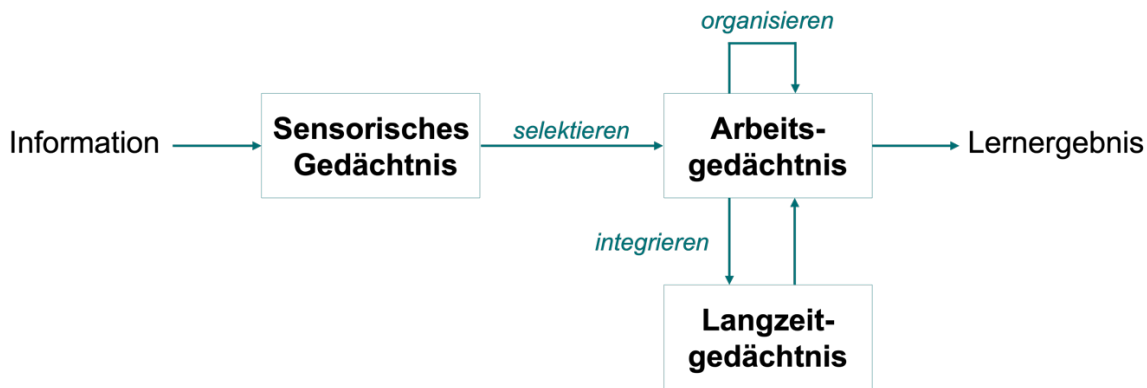 organisieren
Information
Sensorisches
Gedächtnis
selektieren
Arbeits-
gedächtnis
Lernergebnis
integrieren
Langzeit-
gedächtnis